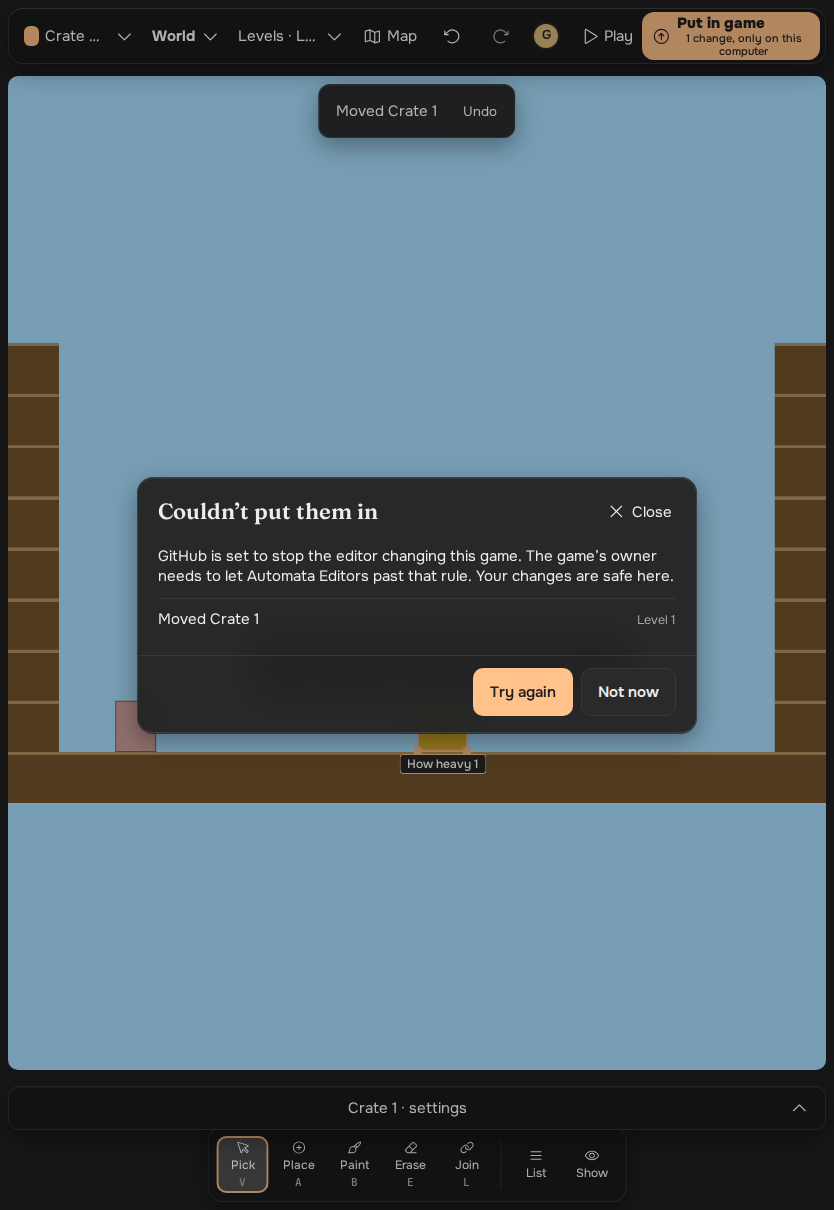 Crate ...
World
Levels · L...
Map
G
Play
Put in game
1 change, only on this
computer
Moved Crate 1
Undo
Couldn’t put them in
Close
GitHub is set to stop the editor changing this game. The game’s owner
needs to let Automata Editors past that rule. Your changes are safe here.
Moved Crate 1
Level 1
Try again
Not now
How heavy 1
Crate 1 · settings
Pick
Place
Paint
Erase
Join
List
Show
V
A
B
E
L